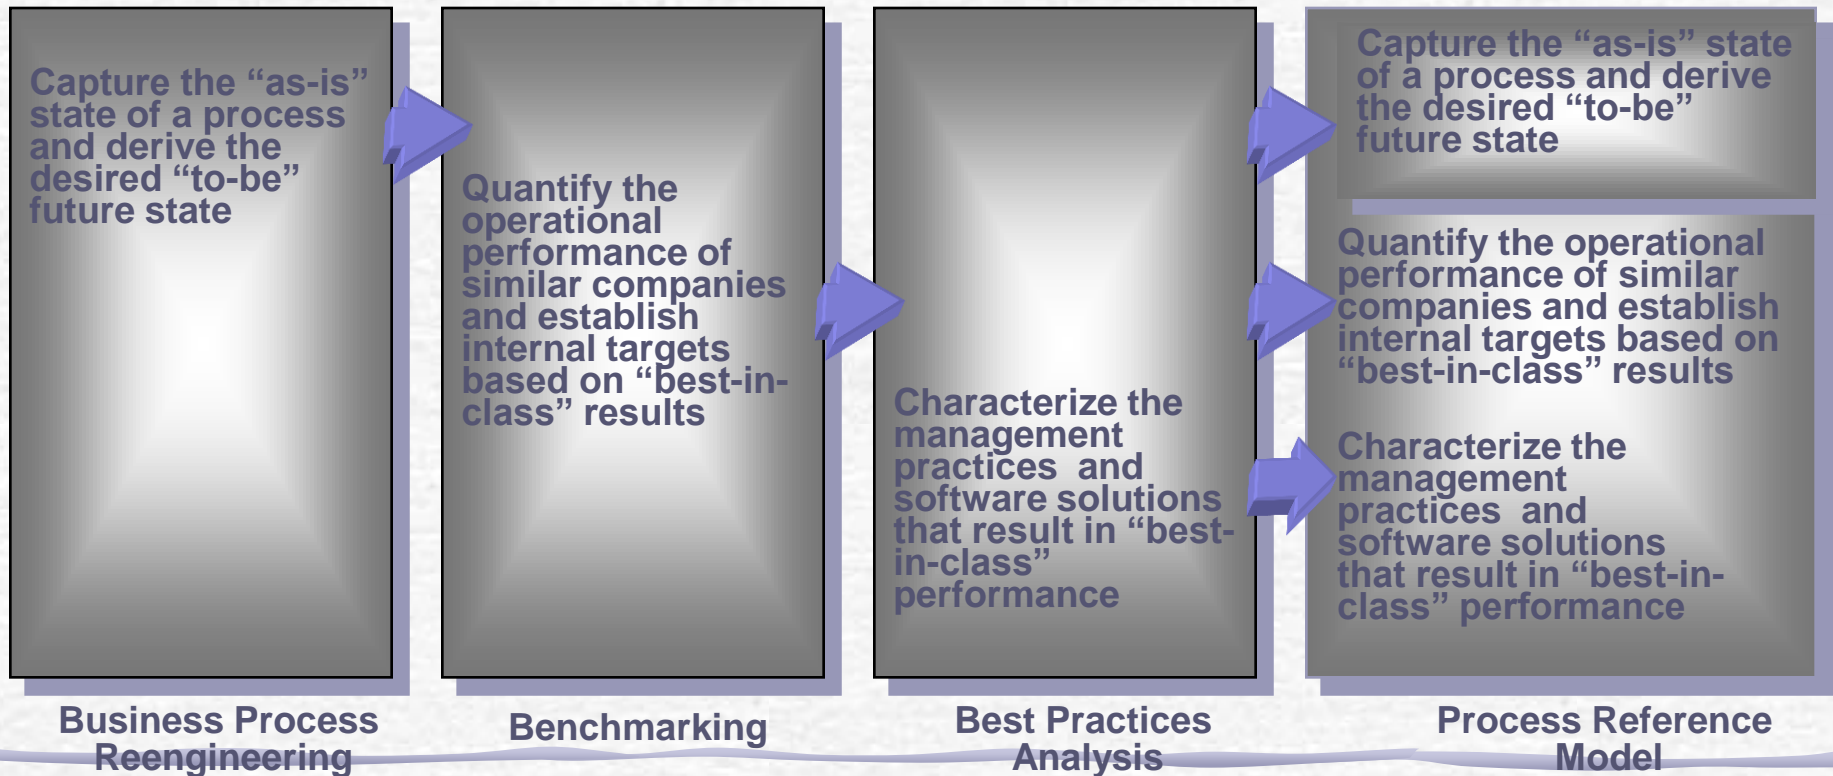 Capture the “as-is”
state of a process
and derive the
desired “to-be”
future state
Quantify the
operational
performance of
similar companies
and establish
internal targets
based on “best-in-
class” results
Characterize the
management
practices  and
software solutions
that result in “best-
in-class”
performance
Capture the “as-is” state
of a process and derive
the desired “to-be”
future state
Quantify the operational
performance of similar
companies and establish
internal targets based on
“best-in-class” results
Characterize the
management
practices  and
software solutions
that result in “best-in-
class” performance
Business Process
Reengineering
Benchmarking
Best Practices
Analysis
Process Reference
Model